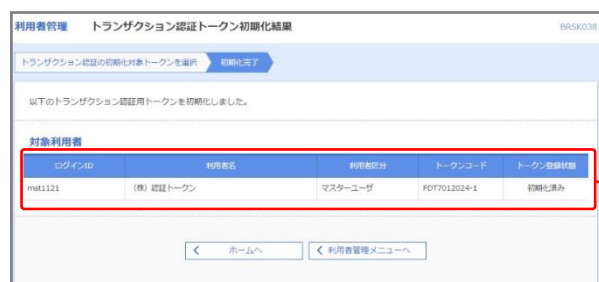 利用者管理 トランザクション認証トークン初期化結果 BRSK038
トランザクション認証の初期化対象トークンを選択 初期化完了
以下のトランザクション認証用トークンを初期化しました。
対象利用者
ログインID 利用者名 利用者区分 トークンコード トークン登録状態
mst1121 (株) 認証トークン マスターユーザ FDT7012024-1 初期化済み
ホームへ 利用者管理メニューへ